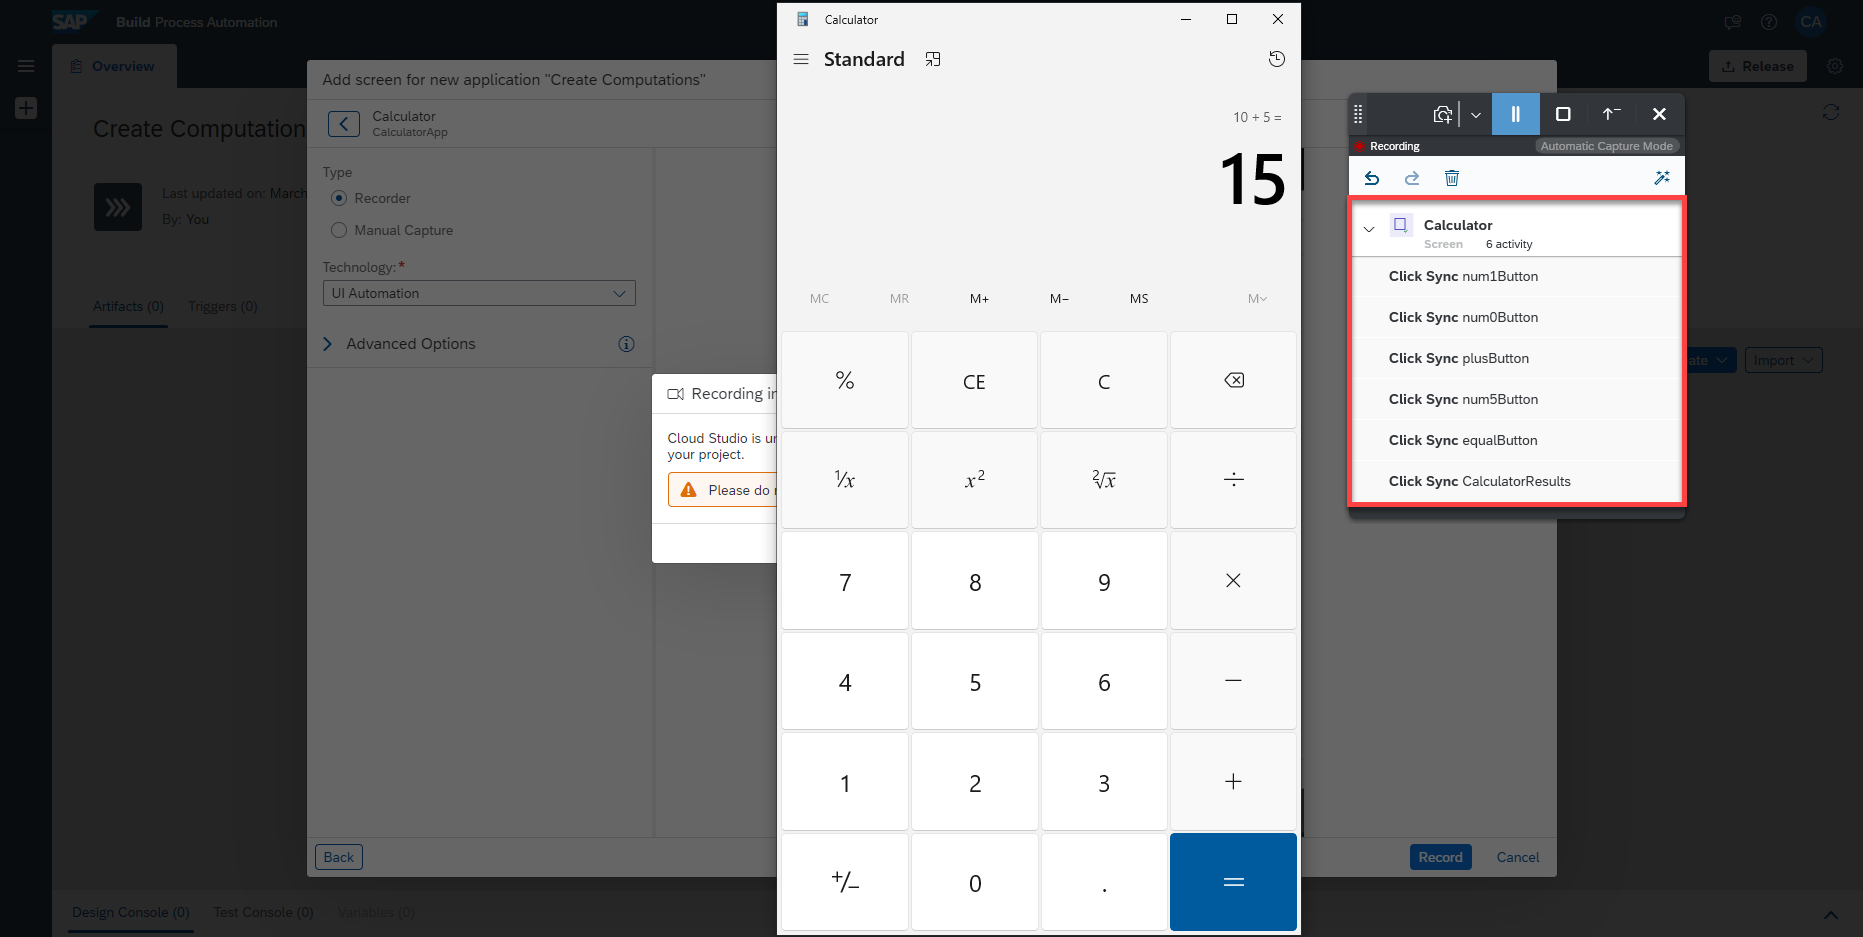 SAP Build Process Automation
CA
Overview
Release
Create Computation
Last updated on: March
By: You
Artifacts (0) Triggers (0)
Import
Add screen for new application "Create Computations"
Calculator
CalculatorApp
Type
Recorder
Manual Capture
Technology:*
UI Automation
Advanced Options
Recording in
Cloud Studio is
your project.
Please do
Back
Record Cancel
Design Console (0) Test Console (0) Variables (0)
Calculator
Standard
10 + 5 =
15
MC MR M+ M− MS M
% CE C
1/x x2 2√x ÷
7 8 9 ×
4 5 6 −
1 2 3 +
+/− 0 . =
Recording Automatic Capture Mode
Calculator
Screen 6 activity
Click Sync num1Button
Click Sync num0Button
Click Sync plusButton
Click Sync num5Button
Click Sync equalButton
Click Sync CalculatorResults